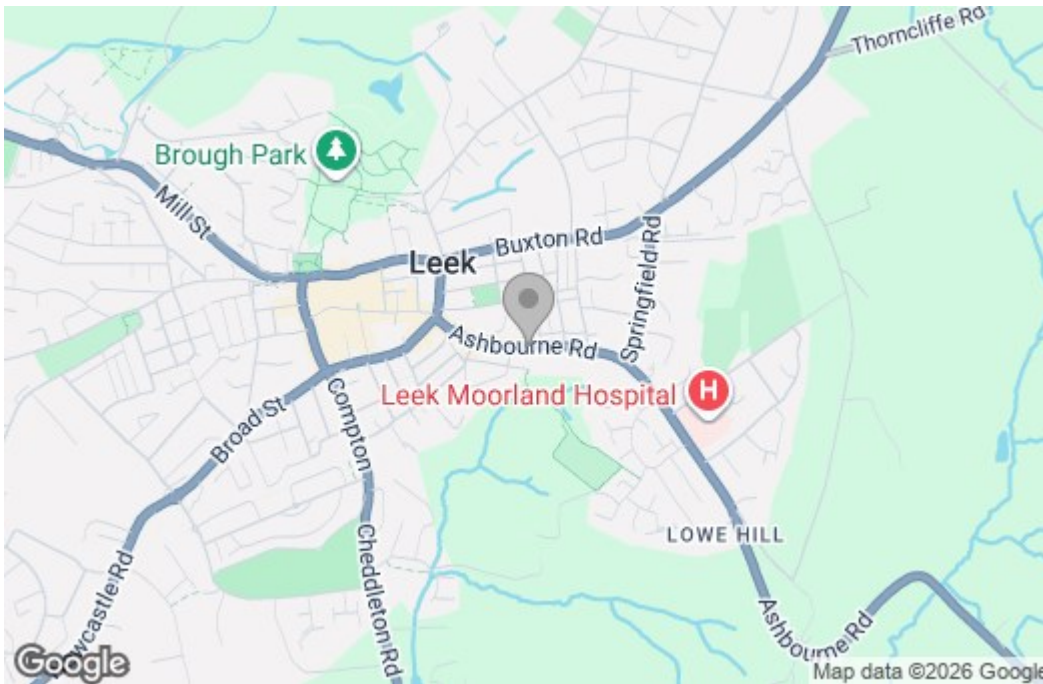 Thorncliffe Rd
Brough Park
Mill St
Buxton Rd
Leek
Springfield Rd
Ashbourne Rd
Leek Moorland Hospital
H
Compton
Broad St
LOWE HILL
Cheddleton Rd
Newcastle Rd
Ashbourne Rd
Google
Map data ©2026 Google